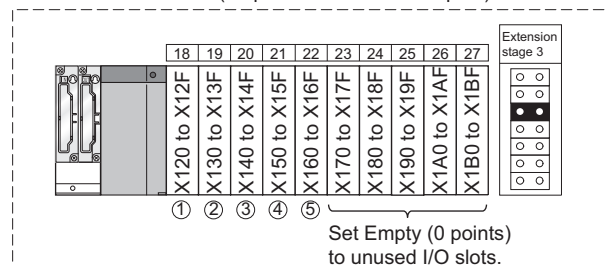 Extension
stage 3
18 19 20 21 22 23 24 25 26 27
X120 to X12F
X130 to X13F
X140 to X14F
X150 to X15F
X160 to X16F
X170 to X17F
X180 to X18F
X190 to X19F
X1A0 to X1AF
X1B0 to X1BF
① ② ③ ④ ⑤
Set Empty (0 points)
to unused I/O slots.